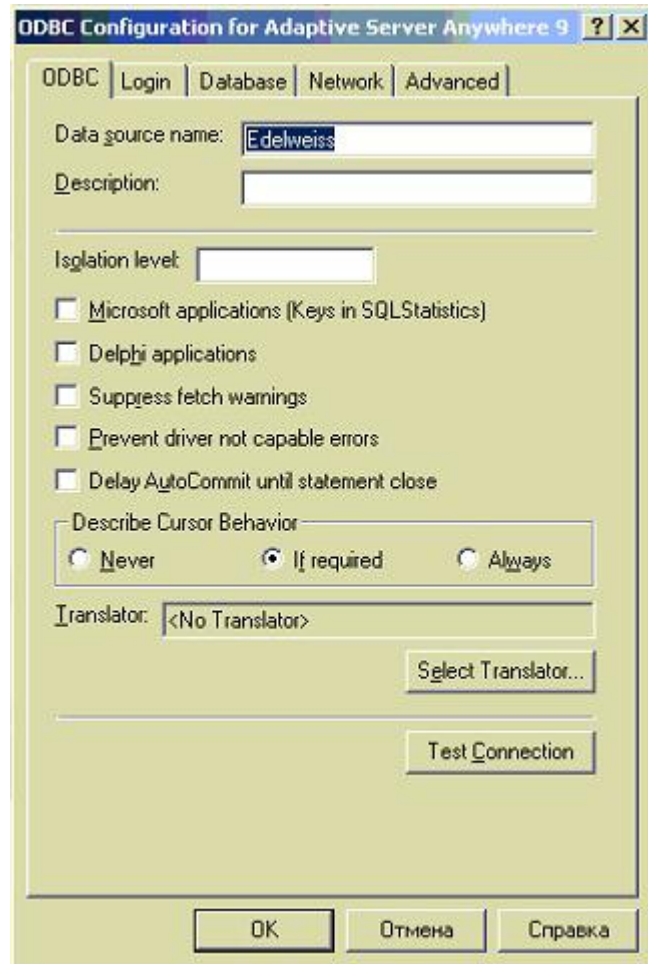 ODBC Configuration for Adaptive Server Anywhere 9
ODBC Login Database Network Advanced
Data source name: Edelweiss
Description:
Isolation level:
Microsoft applications (Keys in SQLStatistics)
Delphi applications
Suppress fetch warnings
Prevent driver not capable errors
Delay AutoCommit until statement close
Describe Cursor Behavior
Never If required Always
Translator: <No Translator>
Select Translator...
Test Connection
OK Отмена Справка